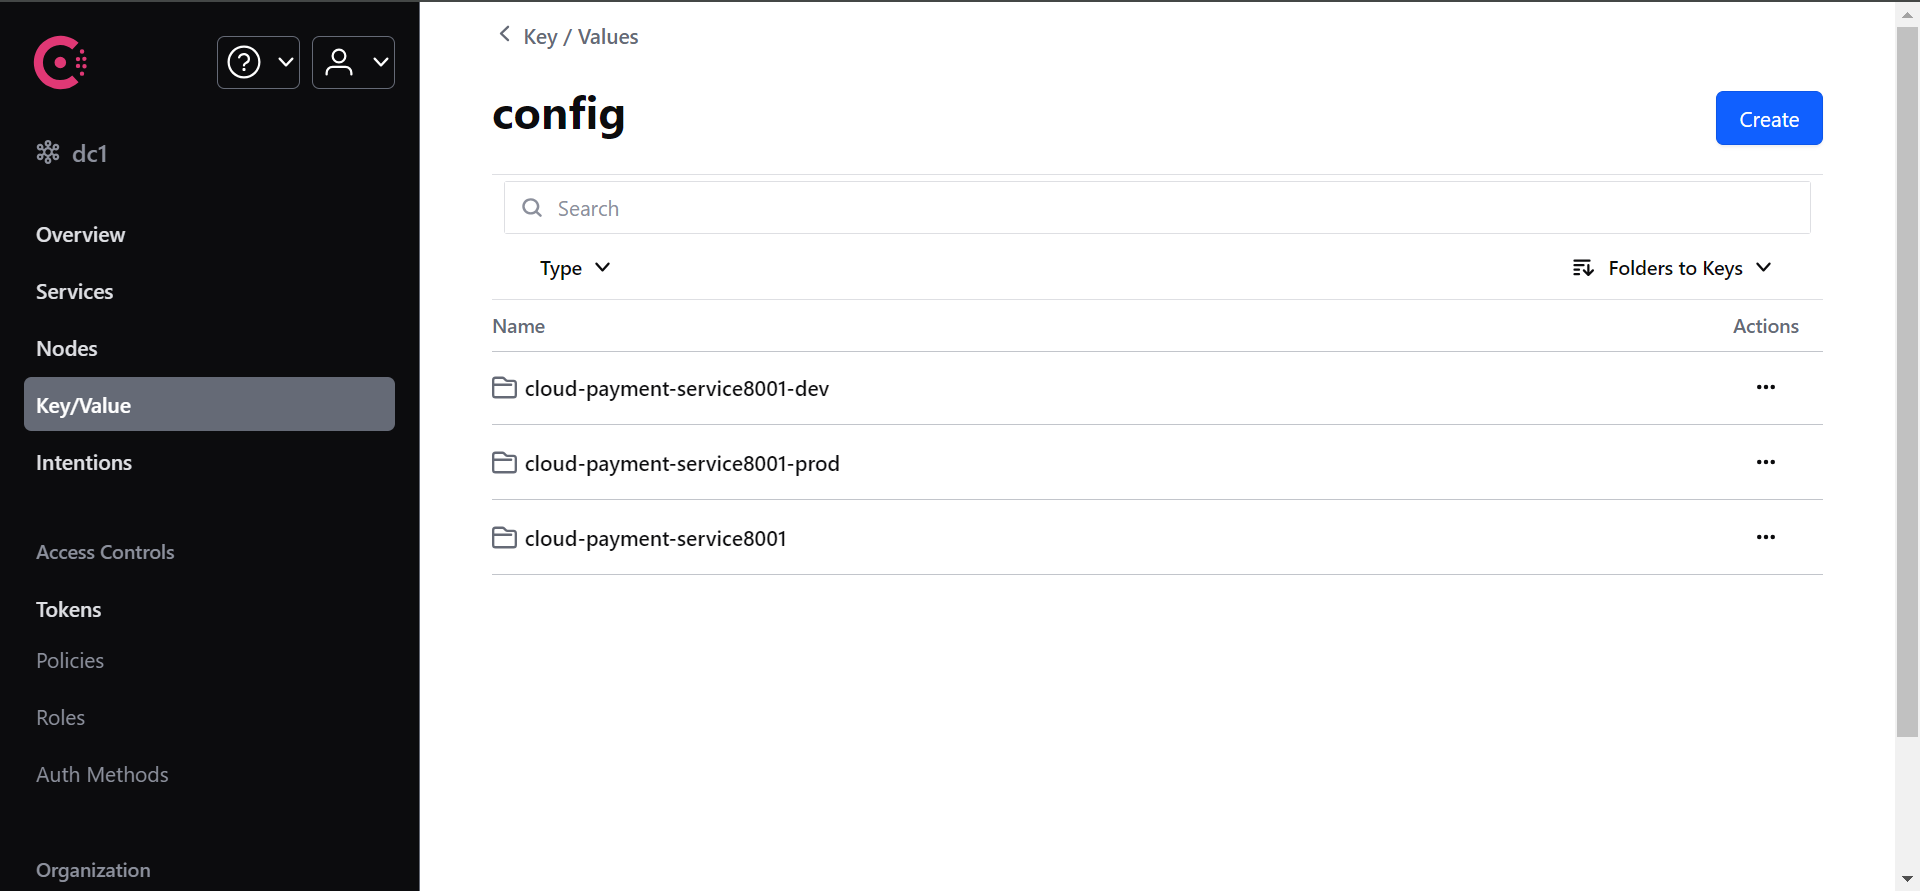 dc1
Overview
Services
Nodes
Key/Value
Intentions
Access Controls
Tokens
Policies
Roles
Auth Methods
Organization
Key / Values
config
Create
Search
Type
Folders to Keys
Name
Actions
cloud-payment-service8001-dev
cloud-payment-service8001-prod
cloud-payment-service8001